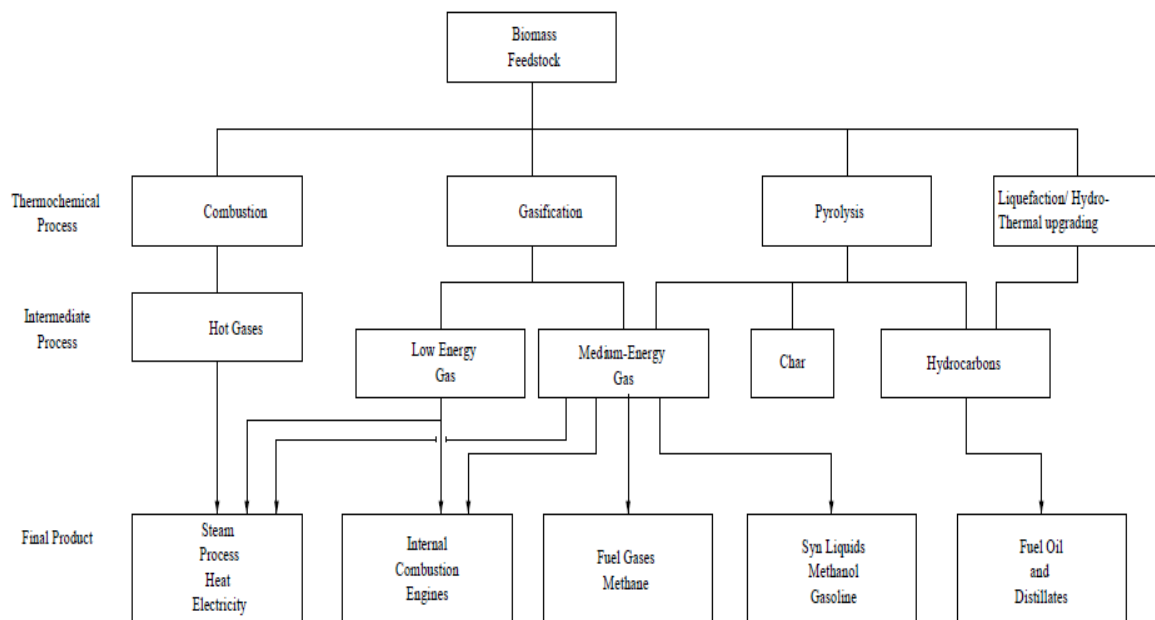 Biomass
Feedstock
Thermochemical
Process
Combustion
Gasification
Pyrolysis
Liquefaction/ Hydro-
Thermal upgrading
Intermediate
Process
Hot Gases
Low Energy
Gas
Medium-Energy
Gas
Char
Hydrocarbons
Final Product
Steam
Process
Heat
Electricity
Internal
Combustion
Engines
Fuel Gases
Methane
Syn Liquids
Methanol
Gasoline
Fuel Oil
and
Distillates